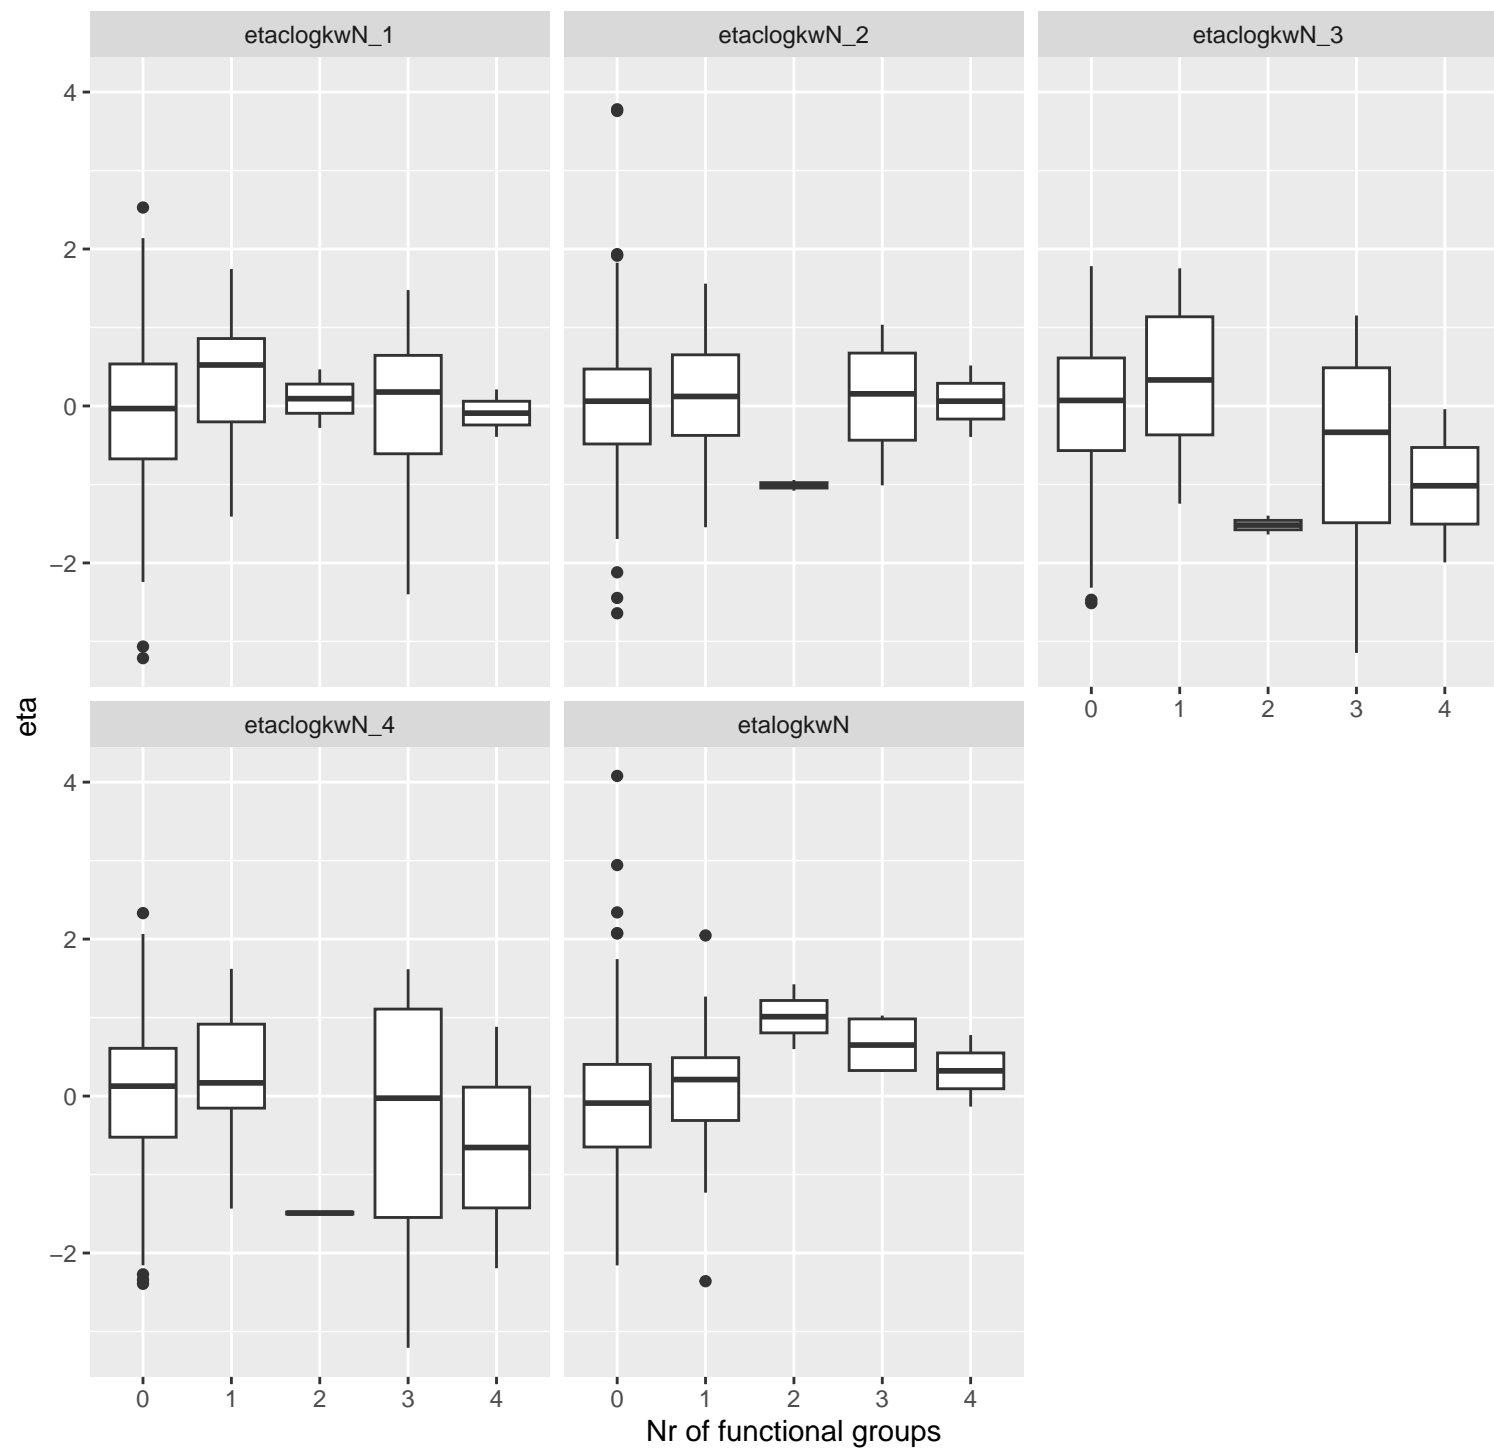 etaclogkwN_1 etaclogkwN_2 etaclogkwN_3
4
2
0
−2
0 1 2 3 4
eta
etaclogkwN_4 etalogkwN
4
2
0
−2
0 1 2 3 4 0 1 2 3 4
Nr of functional groups